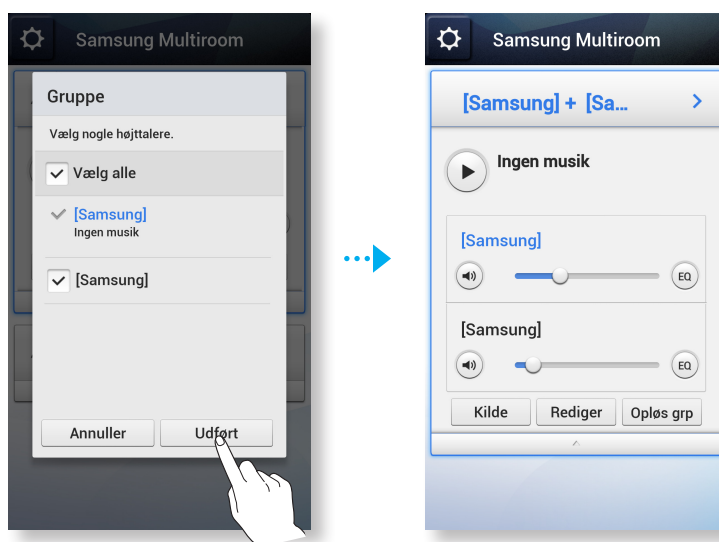 Samsung Multiroom
Gruppe
Vælg nogle højttalere.
Vælg alle
[Samsung]
Ingen musik
[Samsung]
Annuller
Udført
Samsung Multiroom
[Samsung] + [Sa...
Ingen musik
[Samsung]
EQ
[Samsung]
EQ
Kilde
Rediger
Opløs grp